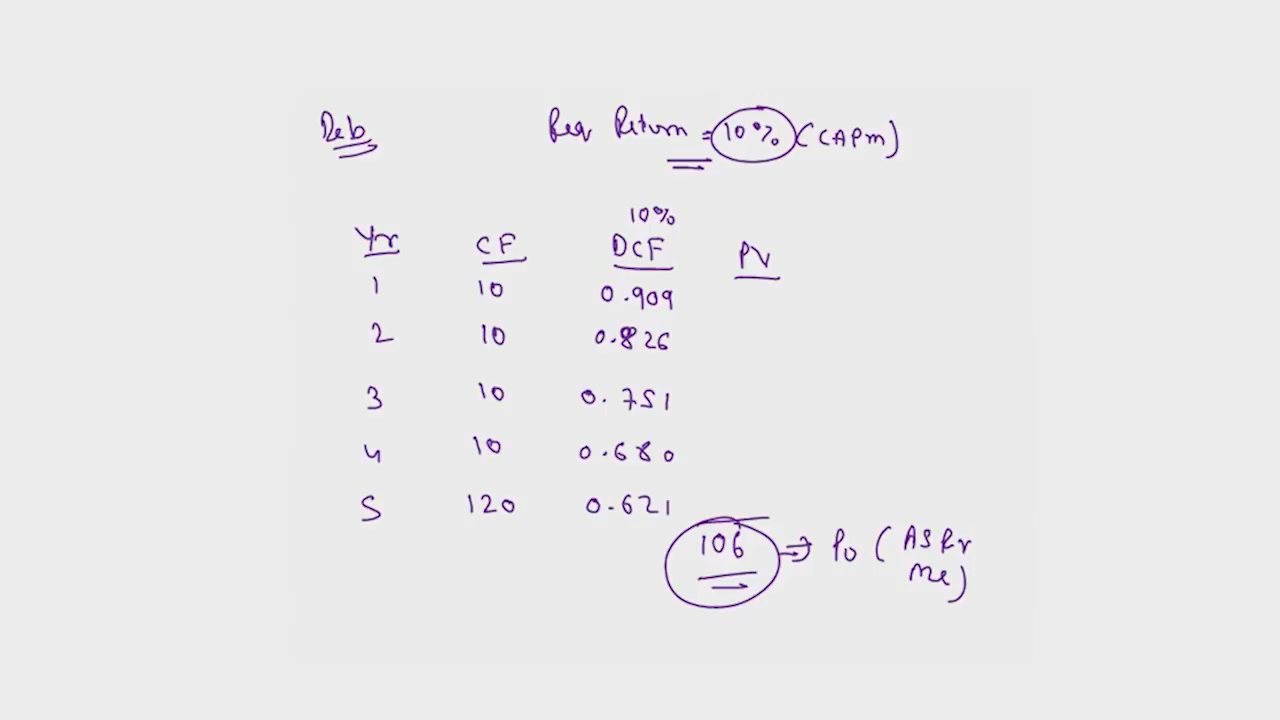 Deb Req Return = 10% (CAPM)
10%
Yr CF DCF PV
1 10 0.909
2 10 0.826
3 10 0.751
4 10 0.680
5 120 0.621
106 → P0 (AS Per
Me)